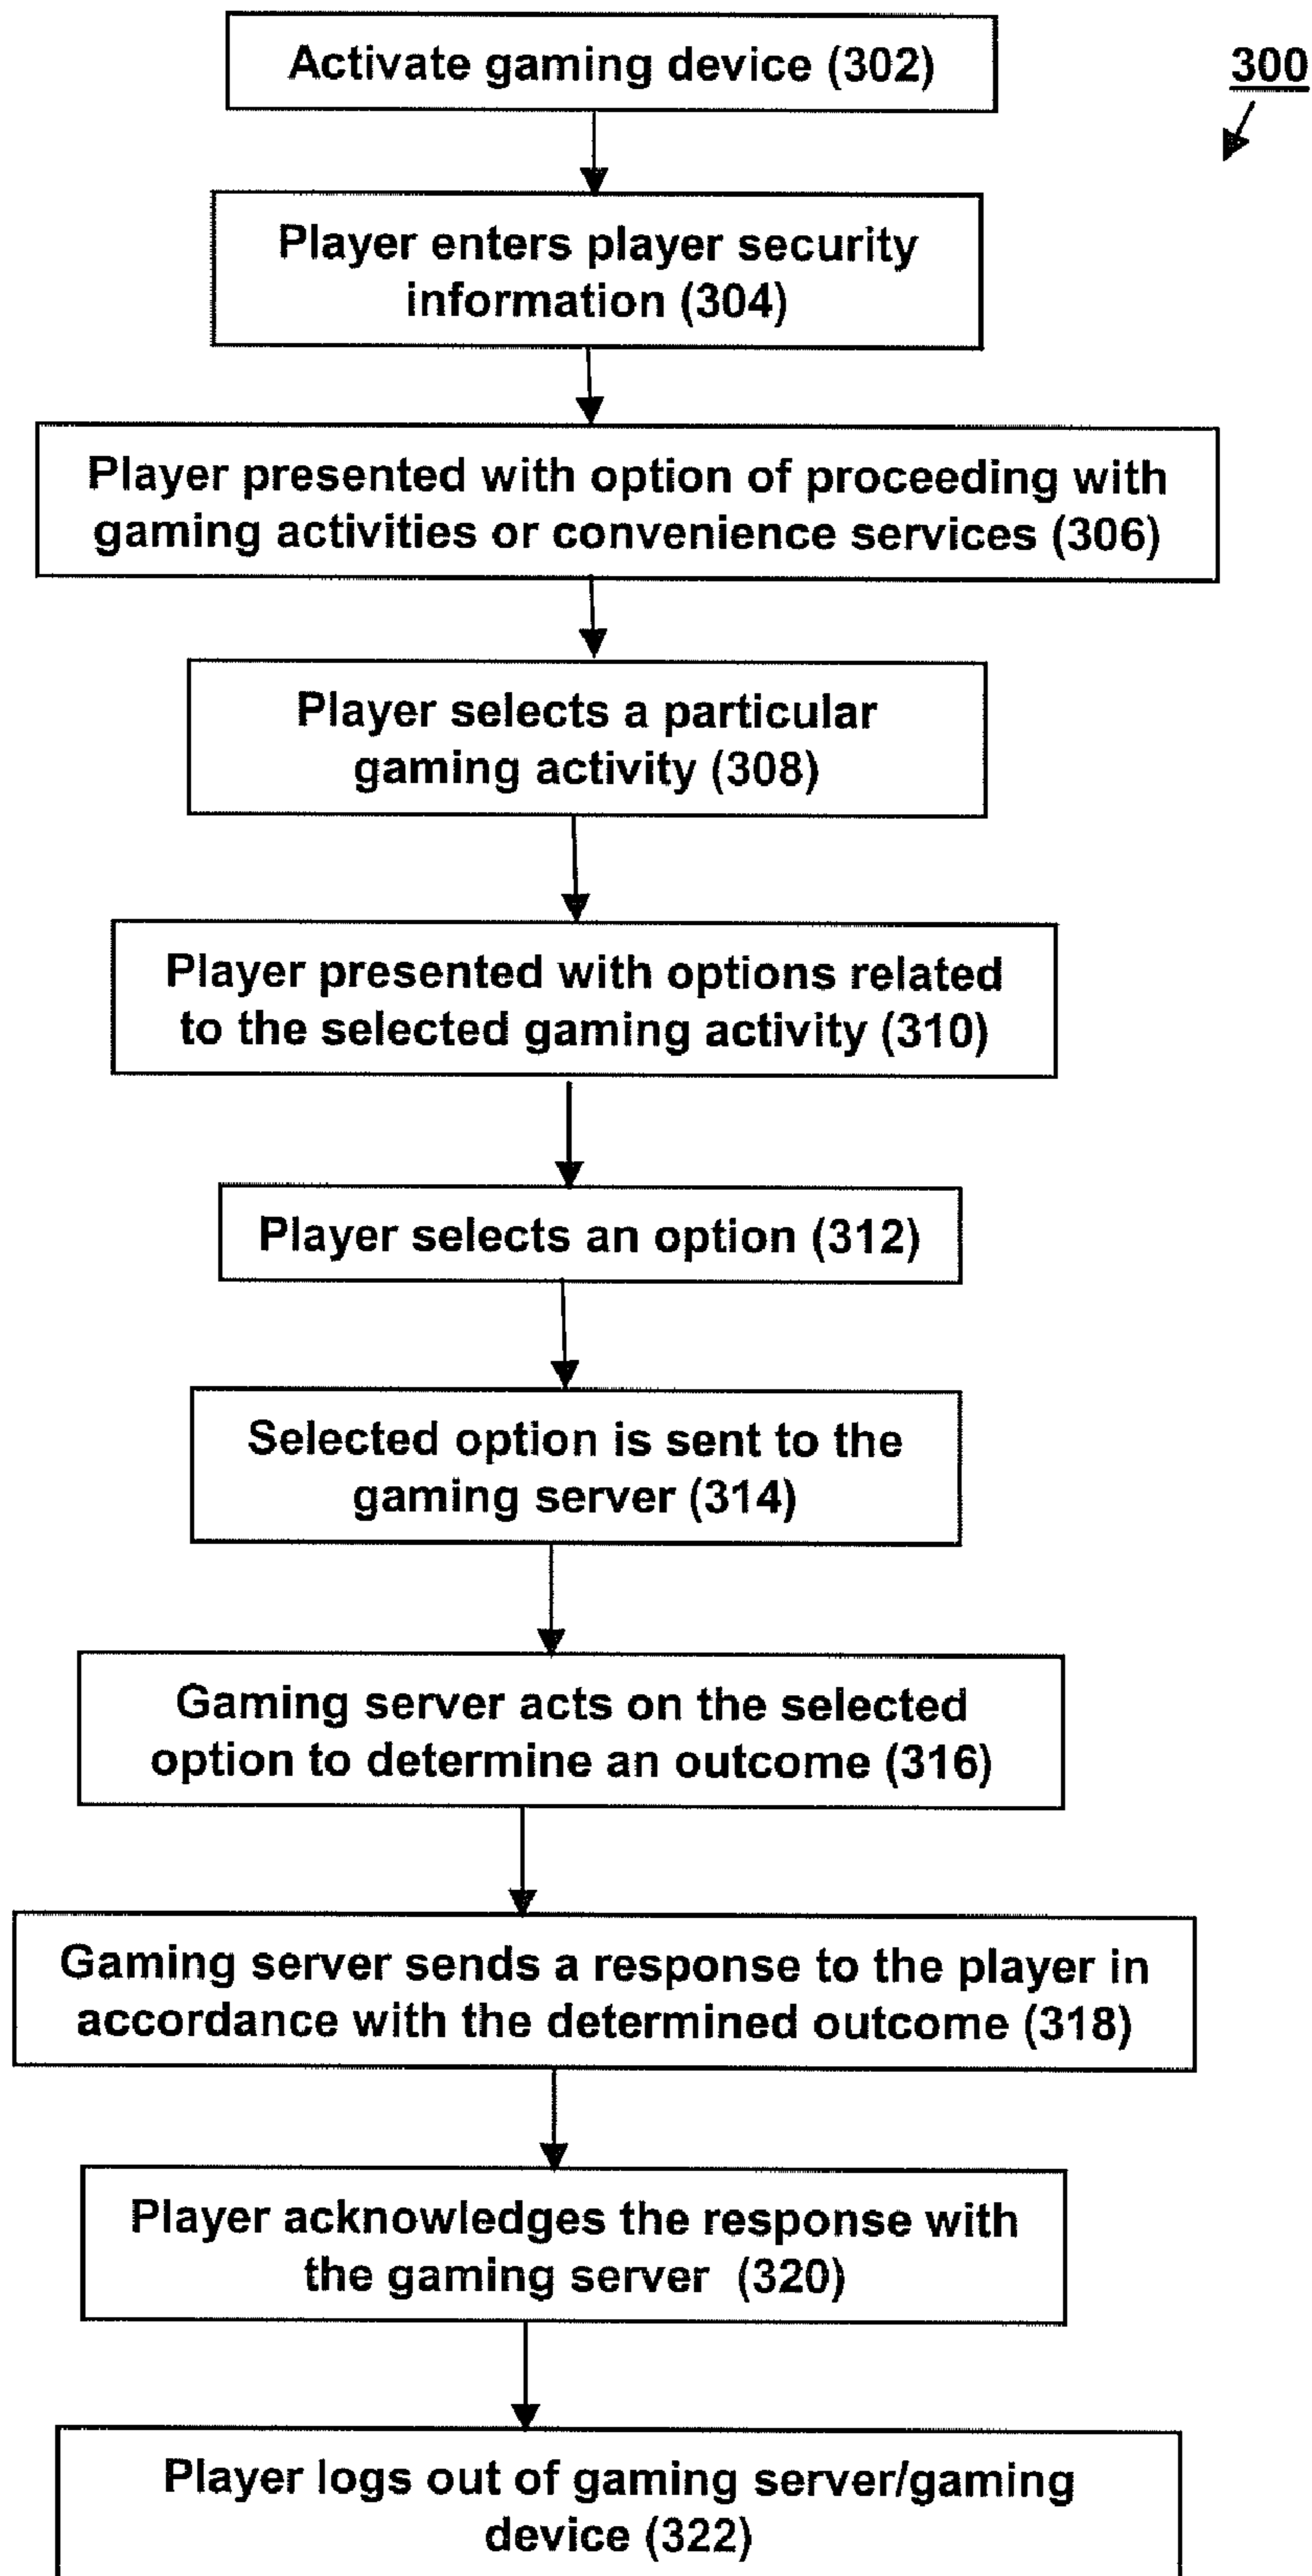 Activate gaming device (302)
300
Player enters player security
information (304)
Player presented with option of proceeding with
gaming activities or convenience services (306)
Player selects a particular
gaming activity (308)
Player presented with options related
to the selected gaming activity (310)
Player selects an option (312)
Selected option is sent to the
gaming server (314)
Gaming server acts on the selected
option to determine an outcome (316)
Gaming server sends a response to the player in
accordance with the determined outcome (318)
Player acknowledges the response with
the gaming server (320)
Player logs out of gaming server/gaming
device (322)